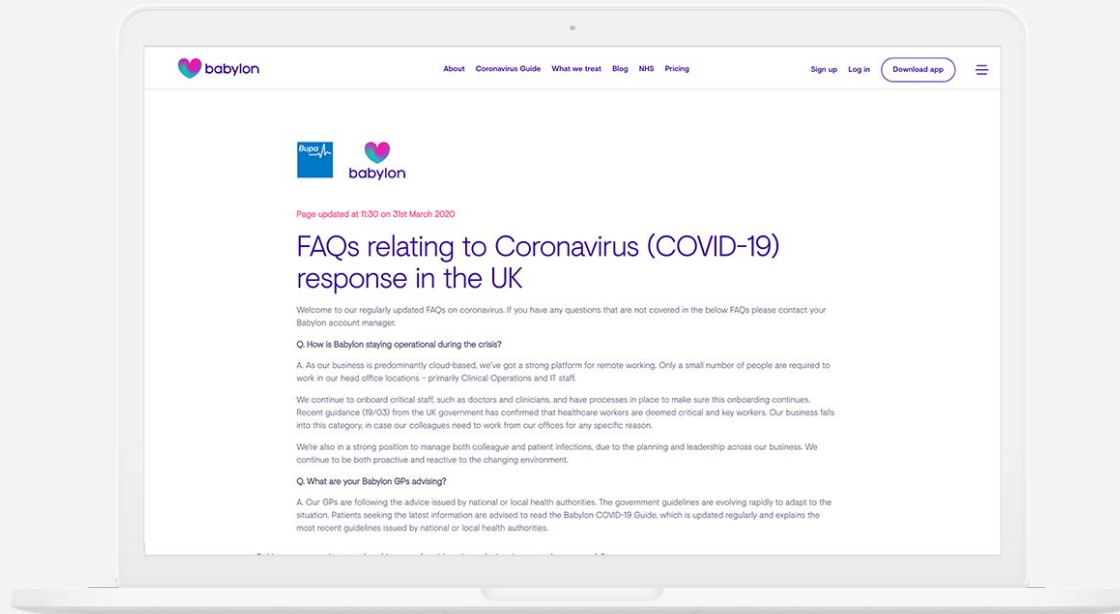 babylon
About Coronavirus Guide What we treat Blog NHS Pricing
Sign up Log in Download app
Bupa
babylon
Page updated at 11:30 on 31st March 2020
FAQs relating to Coronavirus (COVID-19)
response in the UK
Welcome to our regularly updated FAQs on coronavirus. If you have any questions that are not covered in the below FAQs please contact your
Babylon account manager.
Q. How is Babylon staying operational during the crisis?
A. As our business is predominantly cloud-based, we've got a strong platform for remote working. Only a small number of people are required to
work in our head office locations – primarily Clinical Operations and IT staff.
We continue to onboard critical staff, such as doctors and clinicians, and have processes in place to make sure this onboarding continues.
Recent guidance (19/03) from the UK government has confirmed that healthcare workers are deemed critical and key workers. Our business falls
into this category, in case our colleagues need to work from our offices for any specific reason.
We're also in a strong position to manage both colleague and patient infections, due to the planning and leadership across our business. We
continue to be both proactive and reactive to the changing environment.
Q. What are your Babylon GPs advising?
A. Our GPs are following the advice issued by national or local health authorities. The government guidelines are evolving rapidly to adapt to the
situation. Patients seeking the latest information are advised to read the Babylon COVID-19 Guide, which is updated regularly and explains the
most recent guidelines issued by national or local health authorities.